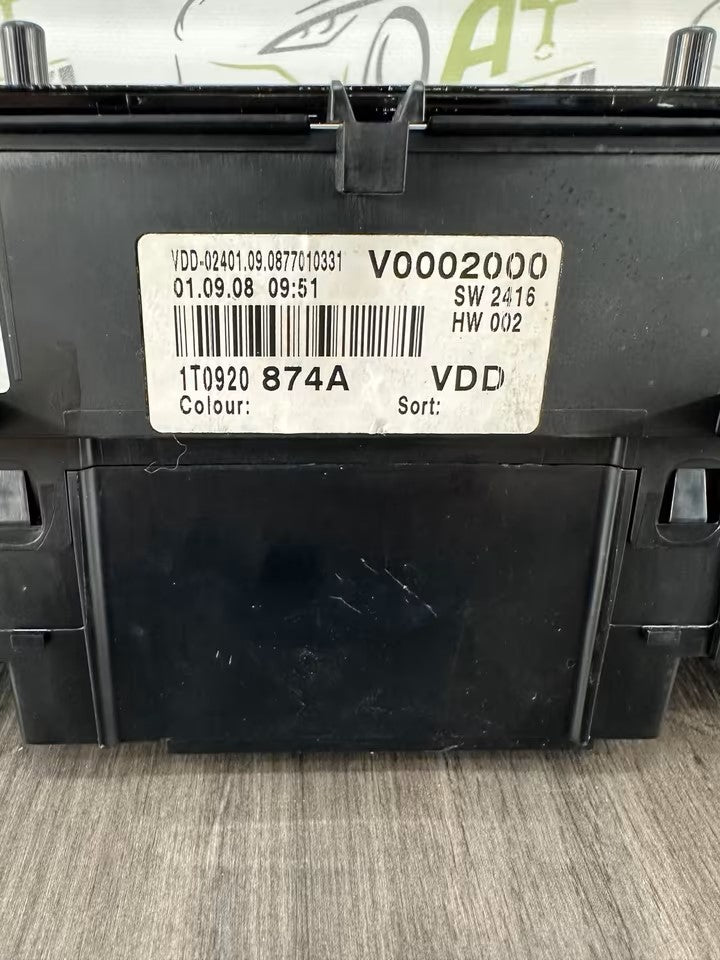 AT
VDD-02401.09.0877010331 V0002000
01.09.08 09:51 SW 2416
HW 002
1T0920 874A VDD
Colour: Sort: